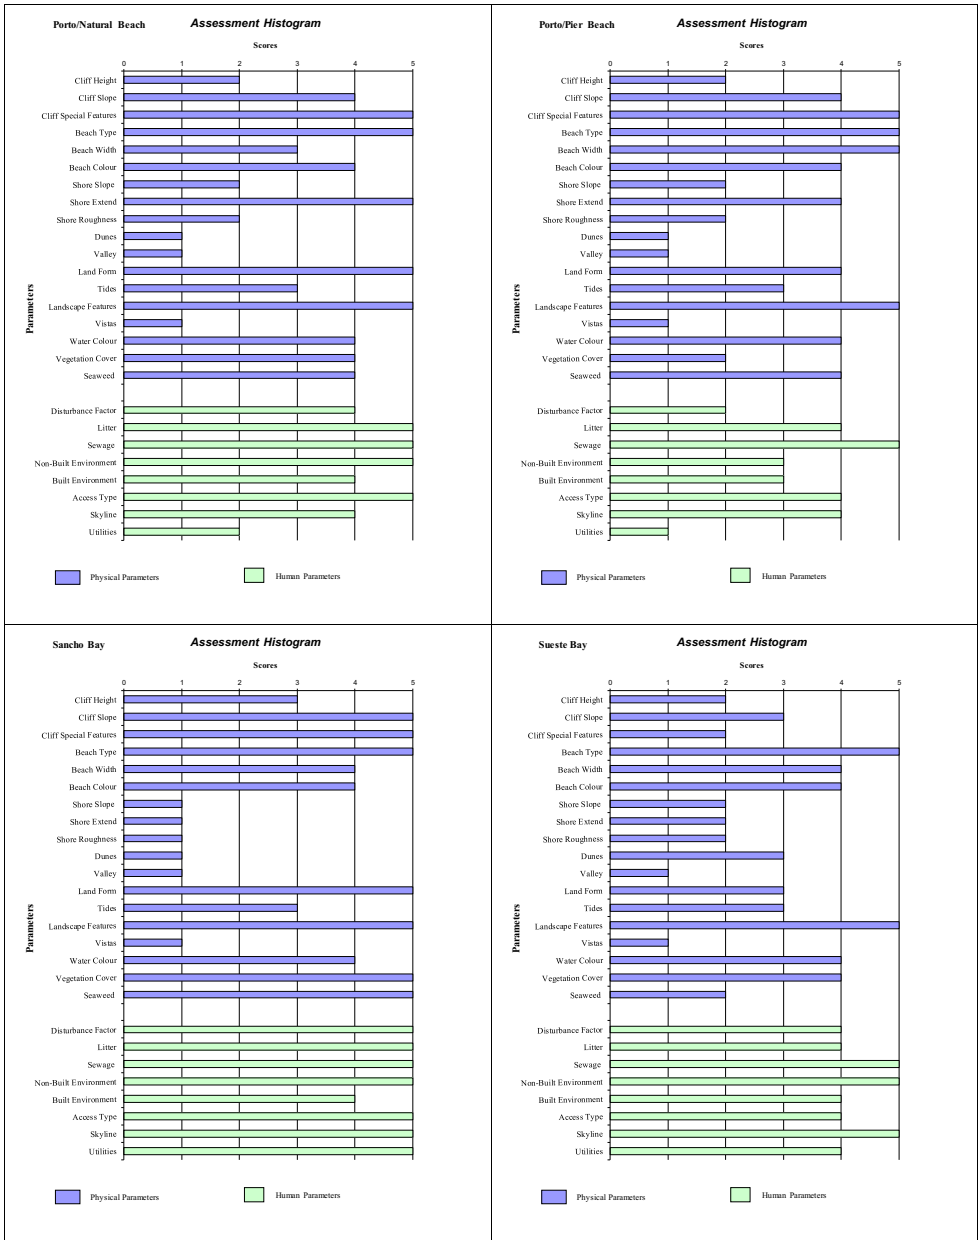 Porto/Natural Beach Assessment Histogram
Scores
0 1 2 3 4 5
Cliff Height
Cliff Slope
Cliff Special Features
Beach Type
Beach Width
Beach Colour
Shore Slope
Shore Extend
Shore Roughness
Dunes
Valley
Land Form
Tides
Landscape Features
Vistas
Water Colour
Vegetation Cover
Seaweed
Disturbance Factor
Litter
Sewage
Non-Built Environment
Built Environment
Access Type
Skyline
Utilities
Parameters
Physical Parameters Human Parameters
Porto/Pier Beach Assessment Histogram
Scores
0 1 2 3 4 5
Cliff Height
Cliff Slope
Cliff Special Features
Beach Type
Beach Width
Beach Colour
Shore Slope
Shore Extend
Shore Roughness
Dunes
Valley
Land Form
Tides
Landscape Features
Vistas
Water Colour
Vegetation Cover
Seaweed
Disturbance Factor
Litter
Sewage
Non-Built Environment
Built Environment
Access Type
Skyline
Utilities
Parameters
Physical Parameters Human Parameters
Sancho Bay Assessment Histogram
Scores
0 1 2 3 4 5
Cliff Height
Cliff Slope
Cliff Special Features
Beach Type
Beach Width
Beach Colour
Shore Slope
Shore Extend
Shore Roughness
Dunes
Valley
Land Form
Tides
Landscape Features
Vistas
Water Colour
Vegetation Cover
Seaweed
Disturbance Factor
Litter
Sewage
Non-Built Environment
Built Environment
Access Type
Skyline
Utilities
Parameters
Physical Parameters Human Parameters
Sueste Bay Assessment Histogram
Scores
0 1 2 3 4 5
Cliff Height
Cliff Slope
Cliff Special Features
Beach Type
Beach Width
Beach Colour
Shore Slope
Shore Extend
Shore Roughness
Dunes
Valley
Land Form
Tides
Landscape Features
Vistas
Water Colour
Vegetation Cover
Seaweed
Disturbance Factor
Litter
Sewage
Non-Built Environment
Built Environment
Access Type
Skyline
Utilities
Parameters
Physical Parameters Human Parameters